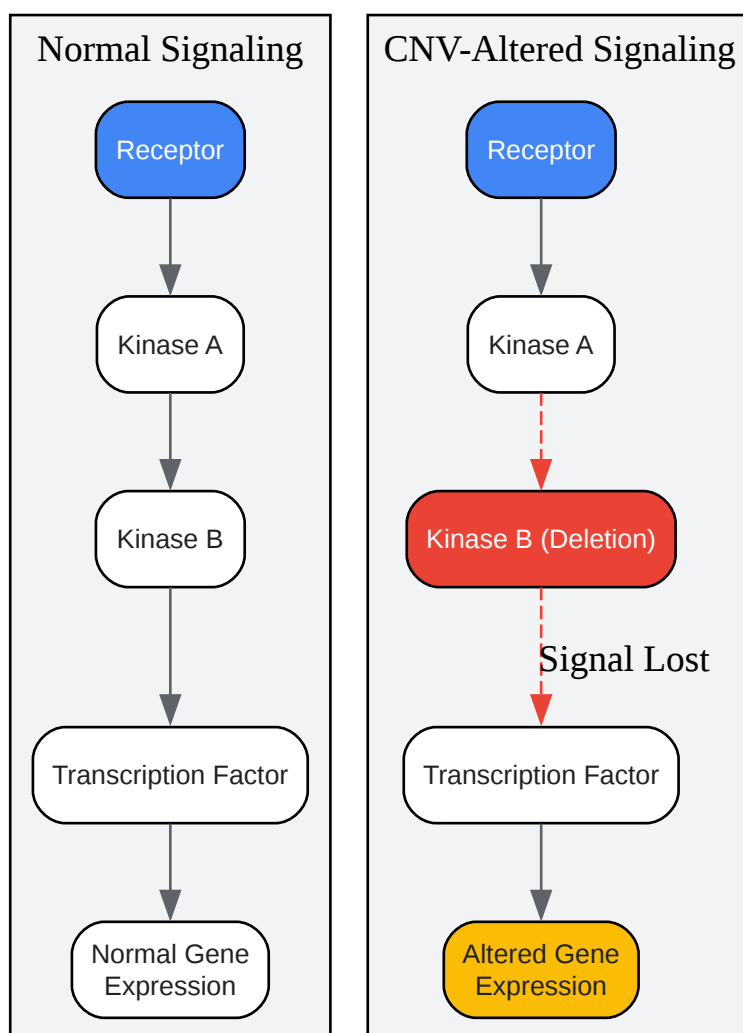 Normal Signaling
Receptor
Kinase A
Kinase B
Transcription Factor
Normal Gene
Expression
CNV-Altered Signaling
Receptor
Kinase A
Kinase B (Deletion)
Signal Lost
Transcription Factor
Altered Gene
Expression